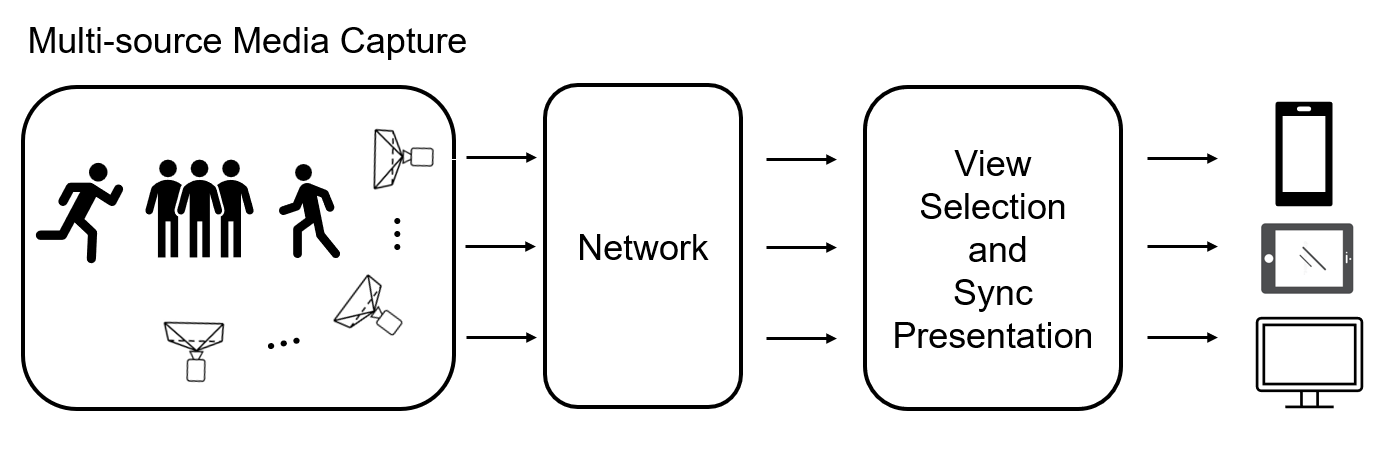 Multi-source Media Capture
Network
View
Selection
and
Sync
Presentation